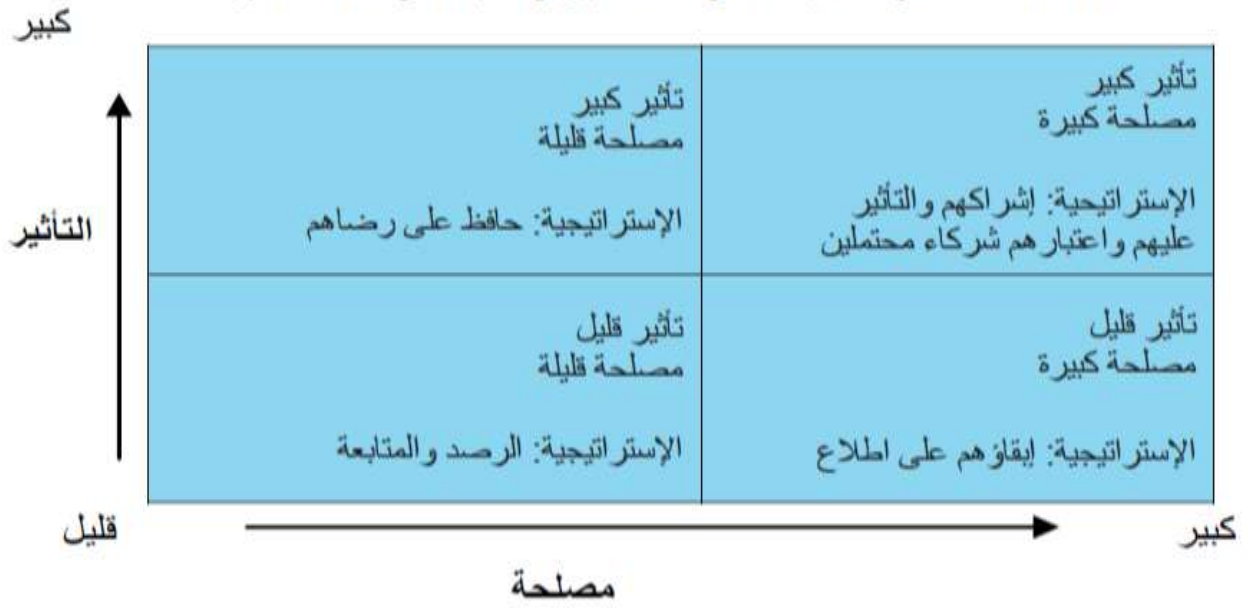 كبير
تأثير كبير
مصلحة كبيرة
الإستراتيجية: إشراكهم والتأثير
عليهم واعتبارهم شركاء محتملين
تأثير كبير
مصلحة قليلة
الإستراتيجية: حافظ على رضاهم
التأثير
تأثير قليل
مصلحة كبيرة
الإستراتيجية: إبقاؤهم على اطلاع
تأثير قليل
مصلحة قليلة
الإستراتيجية: الرصد والمتابعة
كبير
قليل
مصلحة